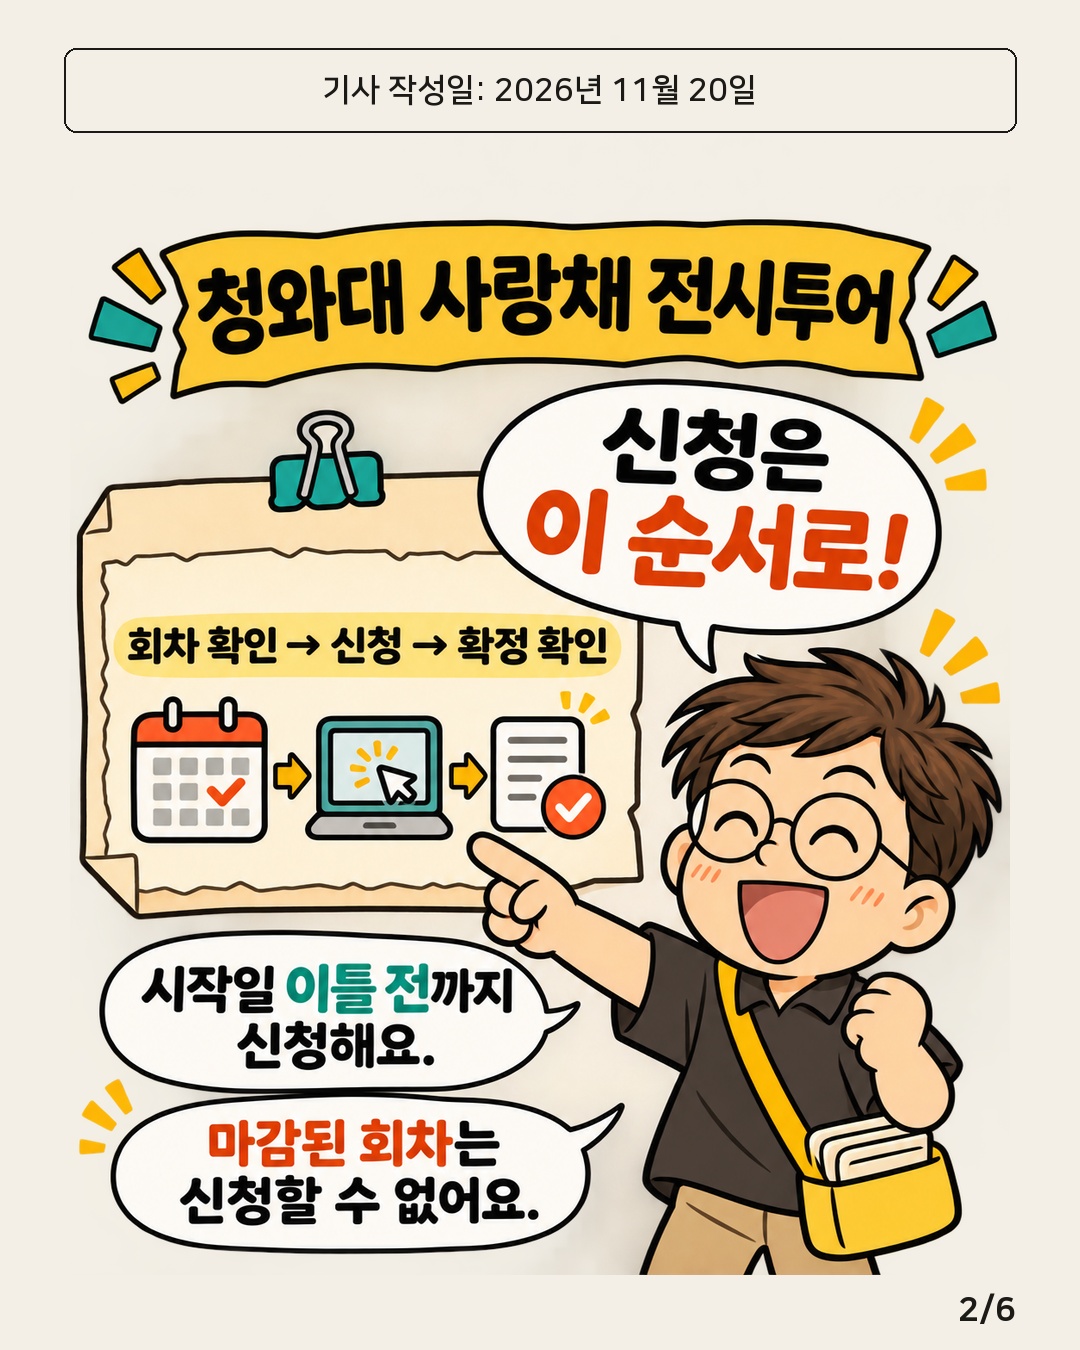 기사 작성일: 2026년 11월 20일
청와대 사랑채 전시투어
신청은
이 순서로!
회차 확인 → 신청 → 확정 확인
시작일 이틀 전까지
신청해요.
마감된 회차는
신청할 수 없어요.
2/6